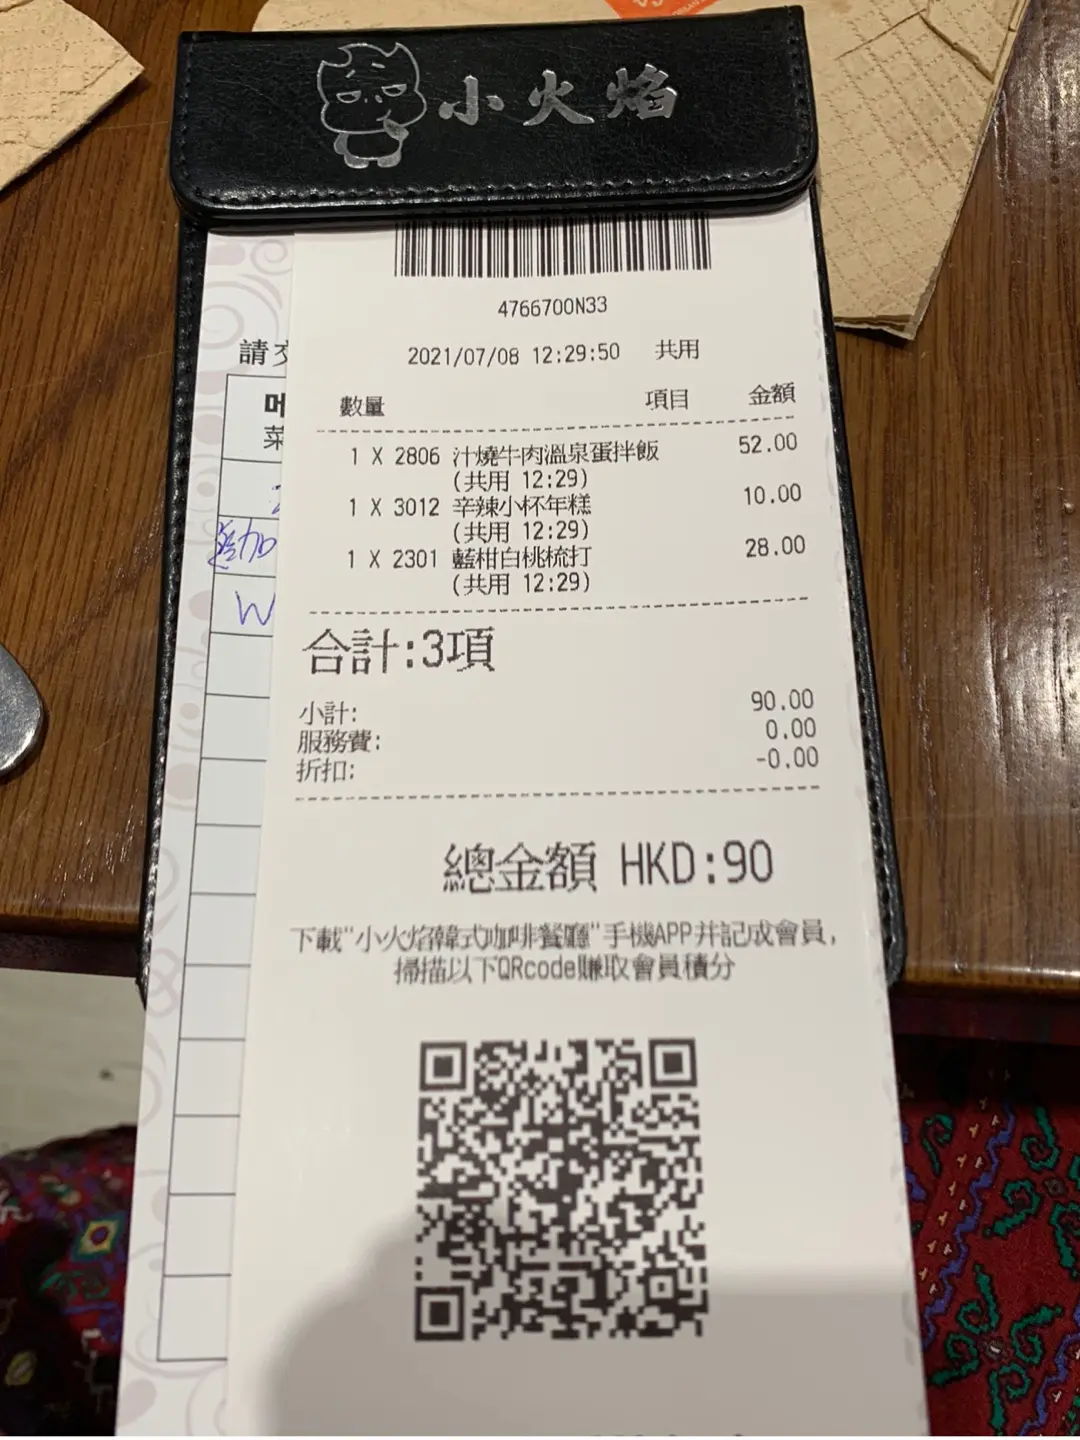 小火焰
4766700N33
2021/07/08 12:29:50 共用
數量 項目 金額
1 X 2806 汁燒牛肉溫泉蛋拌飯 52.00
(共用 12:29)
1 X 3012 辛辣小杯年糕 10.00
(共用 12:29)
1 X 2301 藍柑白桃梳打 28.00
(共用 12:29)
合計:3項
小計: 90.00
服務費: 0.00
折扣: -0.00
總金額 HKD:90
下載"小火焰韓式咖啡餐廳"手機APP并記成會員,
掃描以下QRcode賺取會員積分
請交
메
菜
追加
W